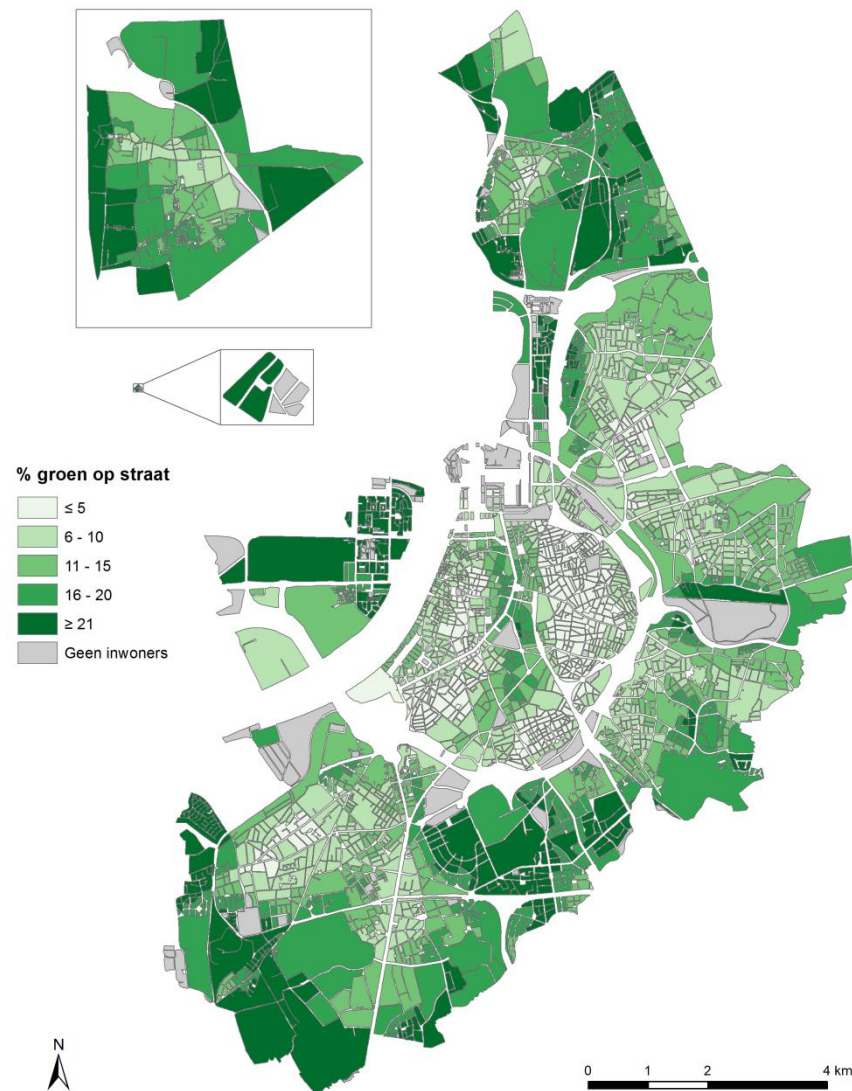 % groen op straat
≤ 5
6 - 10
11 - 15
16 - 20
≥ 21
Geen inwoners
N
0 1 2 4 km